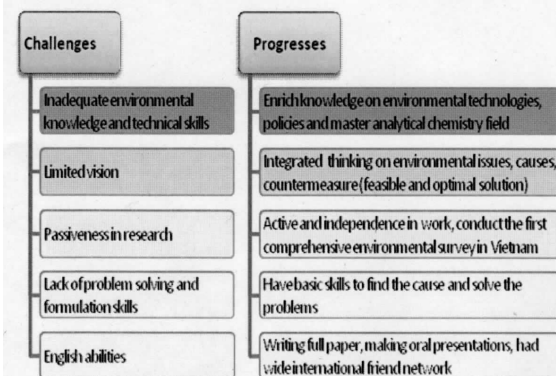 Challenges
Progresses
Inadequate environmental
knowledge and technical skills
Enrich knowledge on environmental technologies,
policies and master analytical chemistry field
Limited vision
Integrated thinking on environmental issues, causes,
countermeasure (feasible and optimal solution)
Passiveness in research
Active and independence in work, conduct the first
comprehensive environmental survey in Vietnam
Lack of problem solving and
formulation skills
Have basic skills to find the cause and solve the
problems
English abilities
Writing full paper, making oral presentations, had
wide international friend network